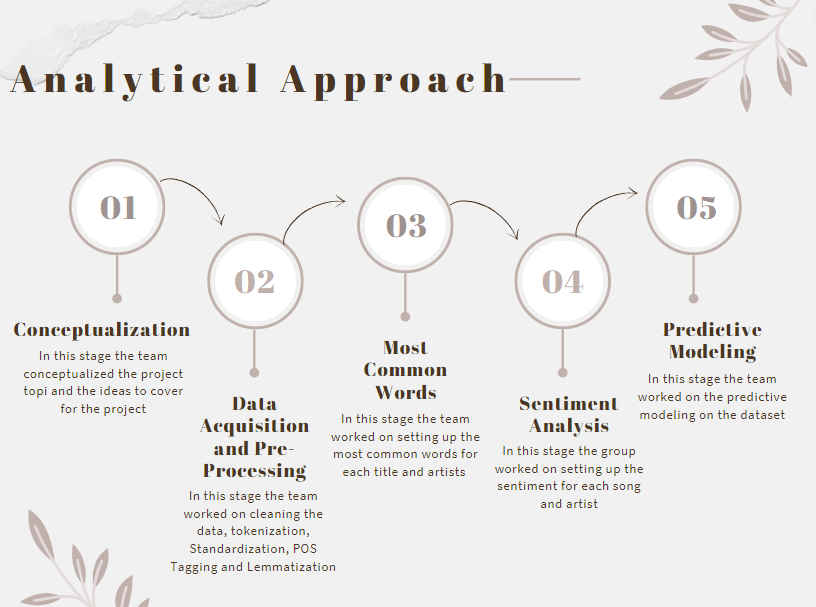 Analytical Approach
01
Conceptualization
In this stage the team
conceptualized the project
topi and the ideas to cover
for the project
02
Data
Acquisition
and Pre-
Processing
In this stage the team
worked on cleaning the
data, tokenization,
Standardization, POS
Tagging and Lemmatization
03
Most
Common
Words
In this stage the team
worked on setting up the
most common words for
each title and artists
04
Sentiment
Analysis
In this stage the group
worked on setting up the
sentiment for each song
and artist
05
Predictive
Modeling
In this stage the team
worked on the predictive
modeling on the dataset